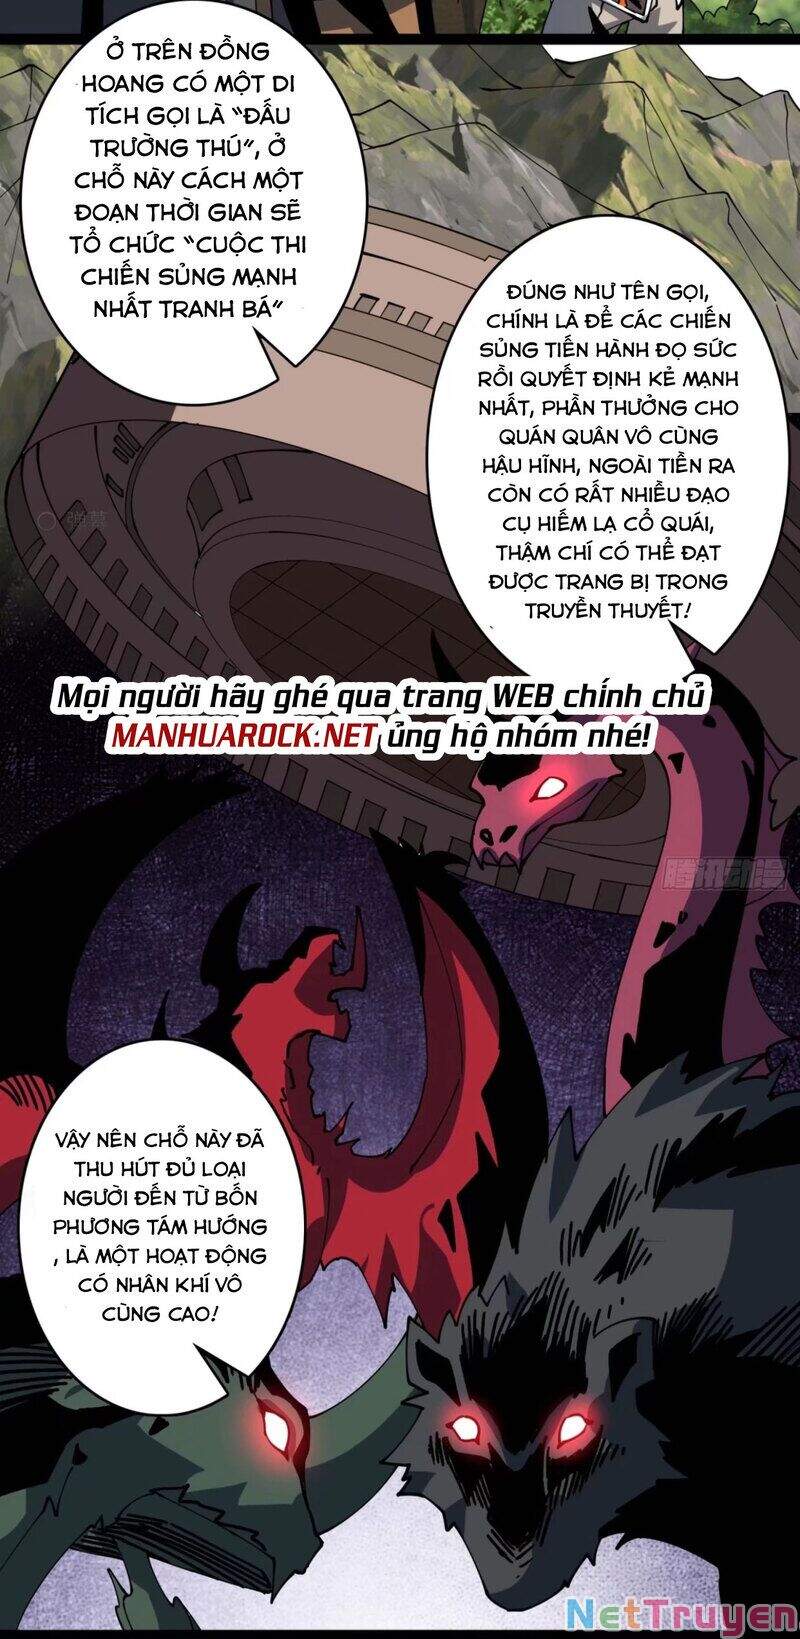 Ở TRÊN ĐỒNG
HOANG CÓ MỘT DI
TÍCH GỌI LÀ "ĐẤU
TRƯỜNG THÚ", Ở
CHỖ NÀY CÁCH MỘT
ĐOẠN THỜI GIAN SẼ
TỔ CHỨC "CUỘC THI
CHIẾN SỦNG MẠNH
NHẤT TRANH BÁ"
ĐÚNG NHƯ TÊN GỌI,
CHÍNH LÀ ĐỂ CÁC CHIẾN
SỦNG TIẾN HÀNH ĐỌ SỨC
RỒI QUYẾT ĐỊNH KẺ MẠNH
NHẤT, PHẦN THƯỞNG CHO
QUÁN QUÂN VÔ CÙNG
HẬU HĨNH, NGOÀI TIỀN RA
CÒN CÓ RẤT NHIỀU ĐẠO
CỤ HIẾM LẠ CỔ QUÁI,
THẬM CHÍ CÓ THỂ ĐẠT
ĐƯỢC TRANG BỊ TRONG
TRUYỀN THUYẾT!
弹幕
Mọi người hãy ghé qua trang WEB chính chủ
MANHUAROCK.NET ủng hộ nhóm nhé!
腾讯动漫
VẬY NÊN CHỖ NÀY ĐÃ
THU HÚT ĐỦ LOẠI
NGƯỜI ĐẾN TỪ BỐN
PHƯƠNG TÁM HƯỚNG
, LÀ MỘT HOẠT ĐỘNG
CÓ NHÂN KHÍ VÔ
CÙNG CAO!
NetTruyen